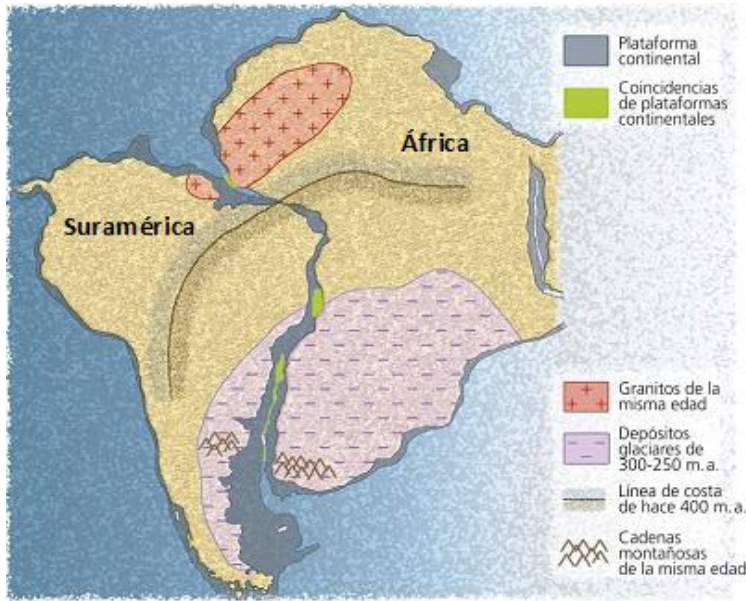 Plataforma
continental
Coincidencias
de plataformas
continentales
África
Suramérica
Granitos de la
misma edad
Depósitos
glaciares de
300-250 m. a.
Línea de costa
de hace 400 m. a.
Cadenas
montañosas
de la misma edad